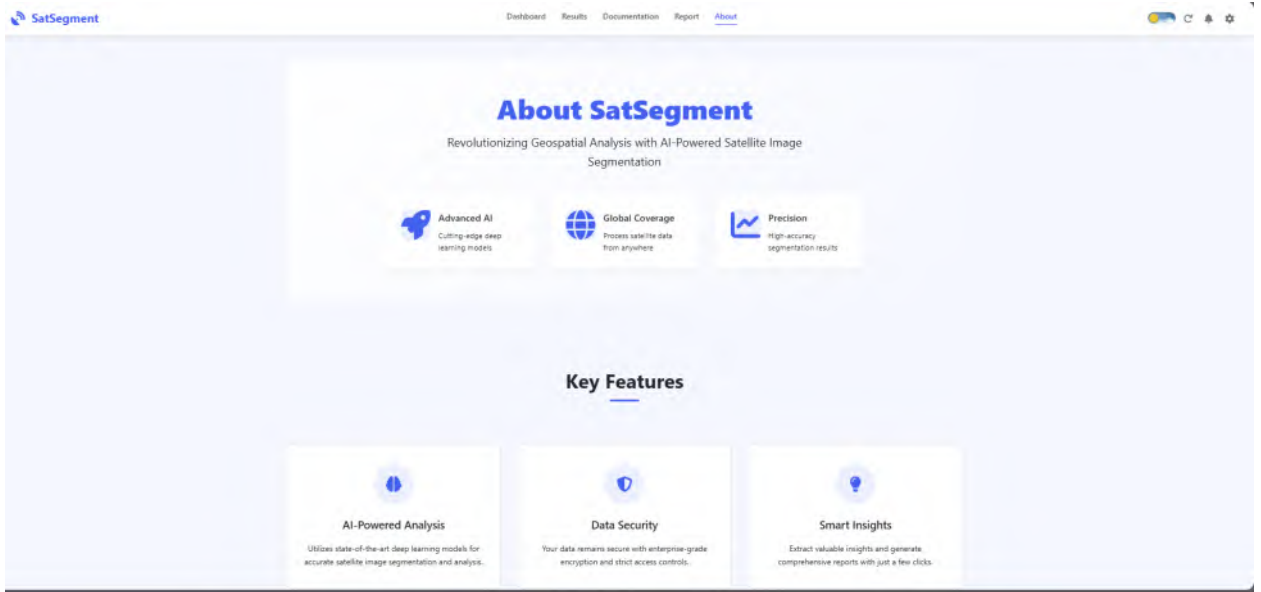 SatSegment
Dashboard Results Documentation Report About
About SatSegment
Revolutionizing Geospatial Analysis with AI-Powered Satellite Image
Segmentation
Advanced AI
Cutting-edge deep
learning models
Global Coverage
Process satellite data
from anywhere
Precision
High-accuracy
segmentation results
Key Features
AI-Powered Analysis
Utilizes state-of-the-art deep learning models for
accurate satellite image segmentation and analysis.
Data Security
Your data remains secure with enterprise-grade
encryption and strict access controls.
Smart Insights
Extract valuable insights and generate
comprehensive reports with just a few clicks.